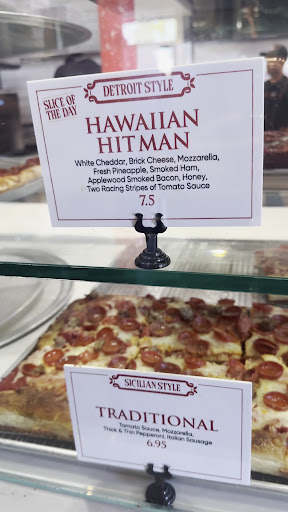 DETROIT STYLE
SLICE OF
THE DAY
HAWAIIAN
HITMAN
White Cheddar, Brick Cheese, Mozzarella,
Fresh Pineapple, Smoked Ham,
Applewood Smoked Bacon, Honey,
Two Racing Stripes of Tomato Sauce
7.5
SICILIAN STYLE
TRADITIONAL
Tomato Sauce, Mozzarella,
Thick & Thin Pepperoni, Italian Sausage
6.95